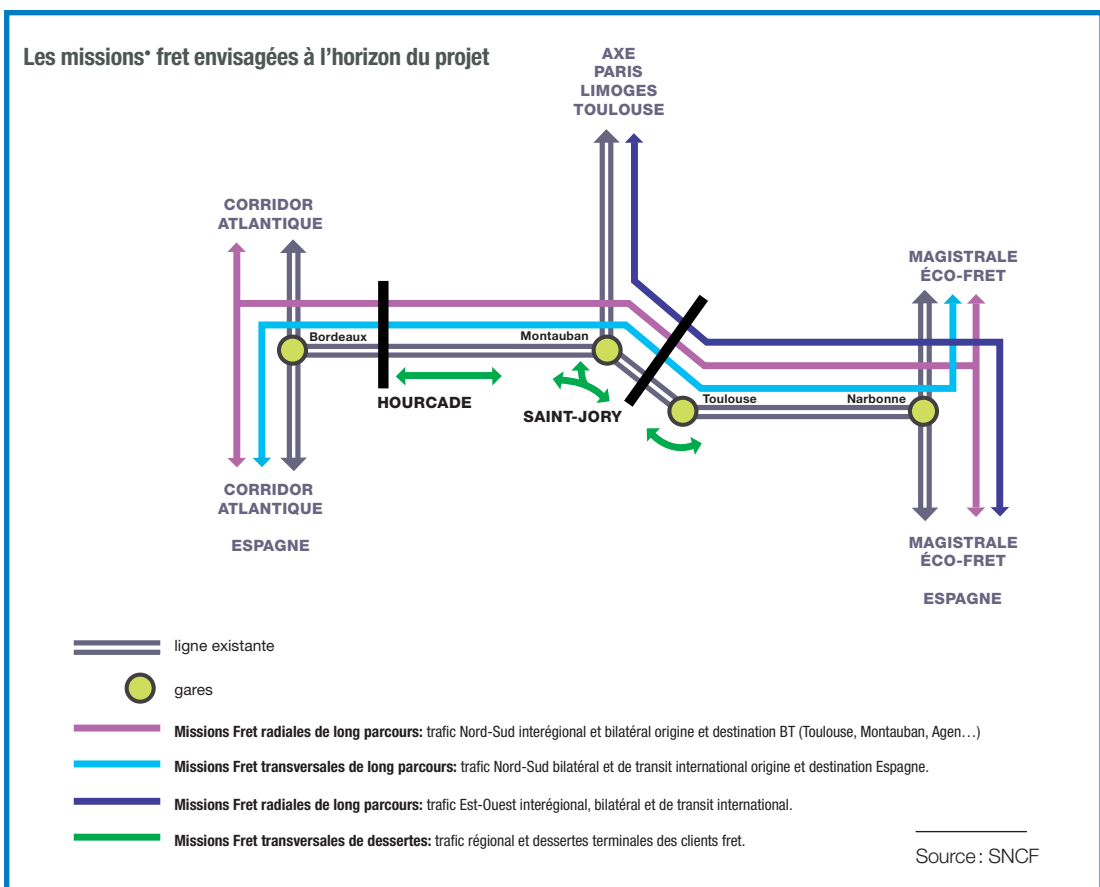 Les missions• fret envisagées à l'horizon du projet
AXE
PARIS
LIMOGES
TOULOUSE
CORRIDOR
ATLANTIQUE
MAGISTRALE
ÉCO-FRET
Bordeaux
Montauban
HOURCADE
SAINT-JORY
Toulouse
Narbonne
CORRIDOR
ATLANTIQUE
ESPAGNE
MAGISTRALE
ÉCO-FRET
ESPAGNE
ligne existante
gares
Missions Fret radiales de long parcours: trafic Nord-Sud interégional et bilatéral origine et destination BT (Toulouse, Montauban, Agen…)
Missions Fret transversales de long parcours: trafic Nord-Sud bilatéral et de transit international origine et destination Espagne.
Missions Fret radiales de long parcours: trafic Est-Ouest interégional, bilatéral et de transit international.
Missions Fret transversales de dessertes: trafic régional et dessertes terminales des clients fret.
Source : SNCF